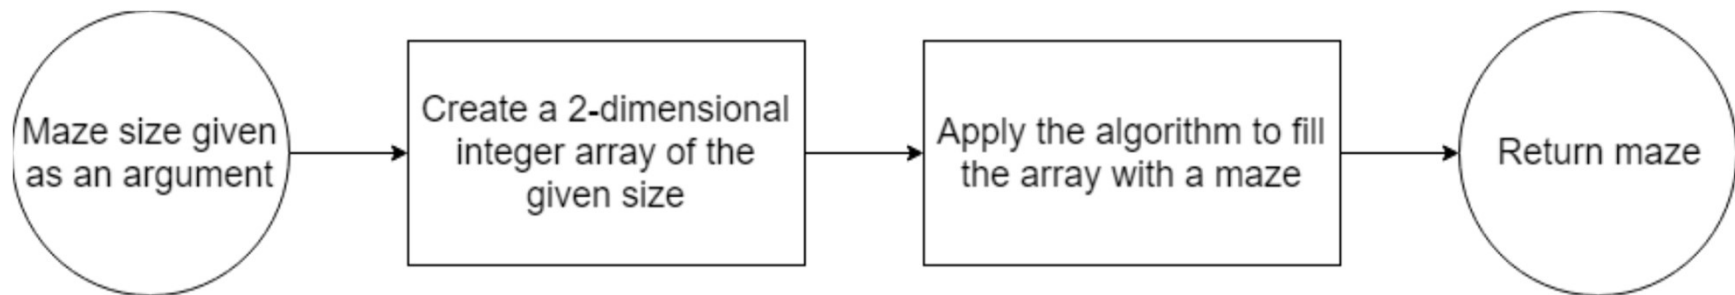 Maze size given
as an argument
Create a 2-dimensional
integer array of the
given size
Apply the algorithm to fill
the array with a maze
Return maze